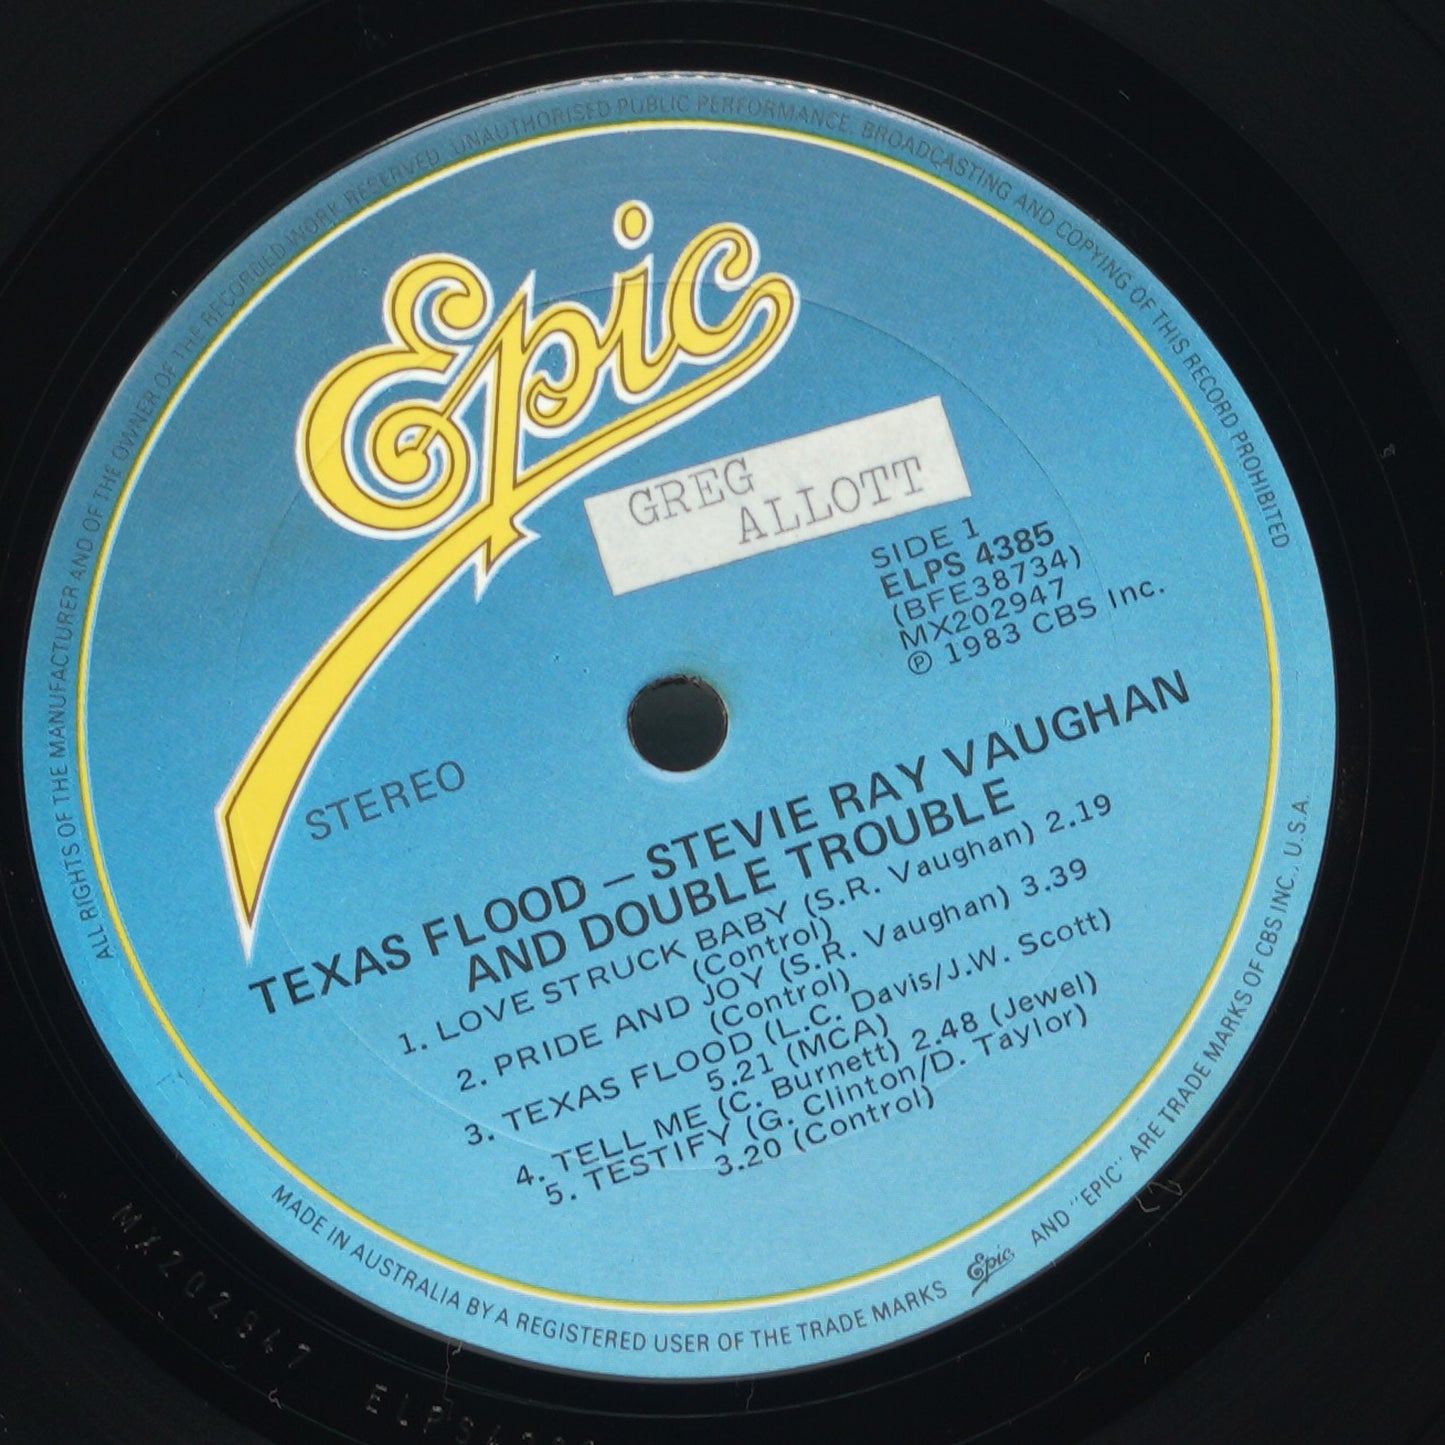 ALL RIGHTS OF THE MANUFACTURER AND OF THE OWNER OF THE RECORDED WORK RESERVED. UNAUTHORISED PUBLIC PERFORMANCE, BROADCASTING AND COPYING OF THIS RECORD PROHIBITED
Epic
GREG
ALLOTT
SIDE 1
ELPS 4385
(BFE38734)
MX202947
℗ 1983 CBS Inc.
STEREO
TEXAS FLOOD – STEVIE RAY VAUGHAN
AND DOUBLE TROUBLE
1. LOVE STRUCK BABY (S.R. Vaughan) 2.19
(Control)
2. PRIDE AND JOY (S.R. Vaughan) 3.39
(Control)
3. TEXAS FLOOD (L.C. Davis/J.W. Scott)
5.21 (MCA)
4. TELL ME (C. Burnett) 2.48 (Jewel)
5. TESTIFY (G. Clinton/D. Taylor)
3.20 (Control)
MADE IN AUSTRALIA BY A REGISTERED USER OF THE TRADE MARKS Epic AND "EPIC" ARE TRADE MARKS OF CBS INC., U.S.A.
MX202947